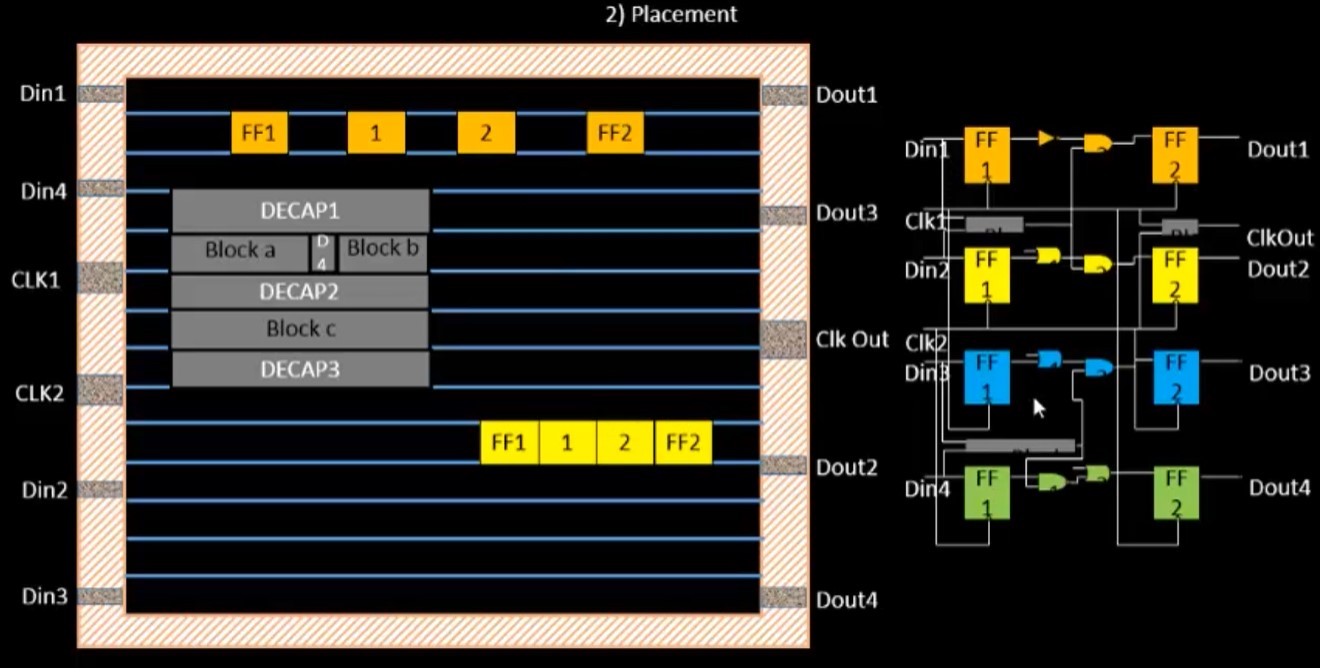 2) Placement
Din1
Din4
CLK1
CLK2
Din2
Din3
FF1 1 2 FF2
DECAP1
Block a
D
4
Block b
DECAP2
Block c
DECAP3
FF1 1 2 FF2
Dout1
Dout3
Clk Out
Dout2
Dout4
Din1
FF
1
FF
2
Dout1
Clk1
ClkOut
Din2
FF
1
FF
2
Dout2
Clk2
Din3
FF
1
FF
2
Dout3
Din4
FF
1
FF
2
Dout4